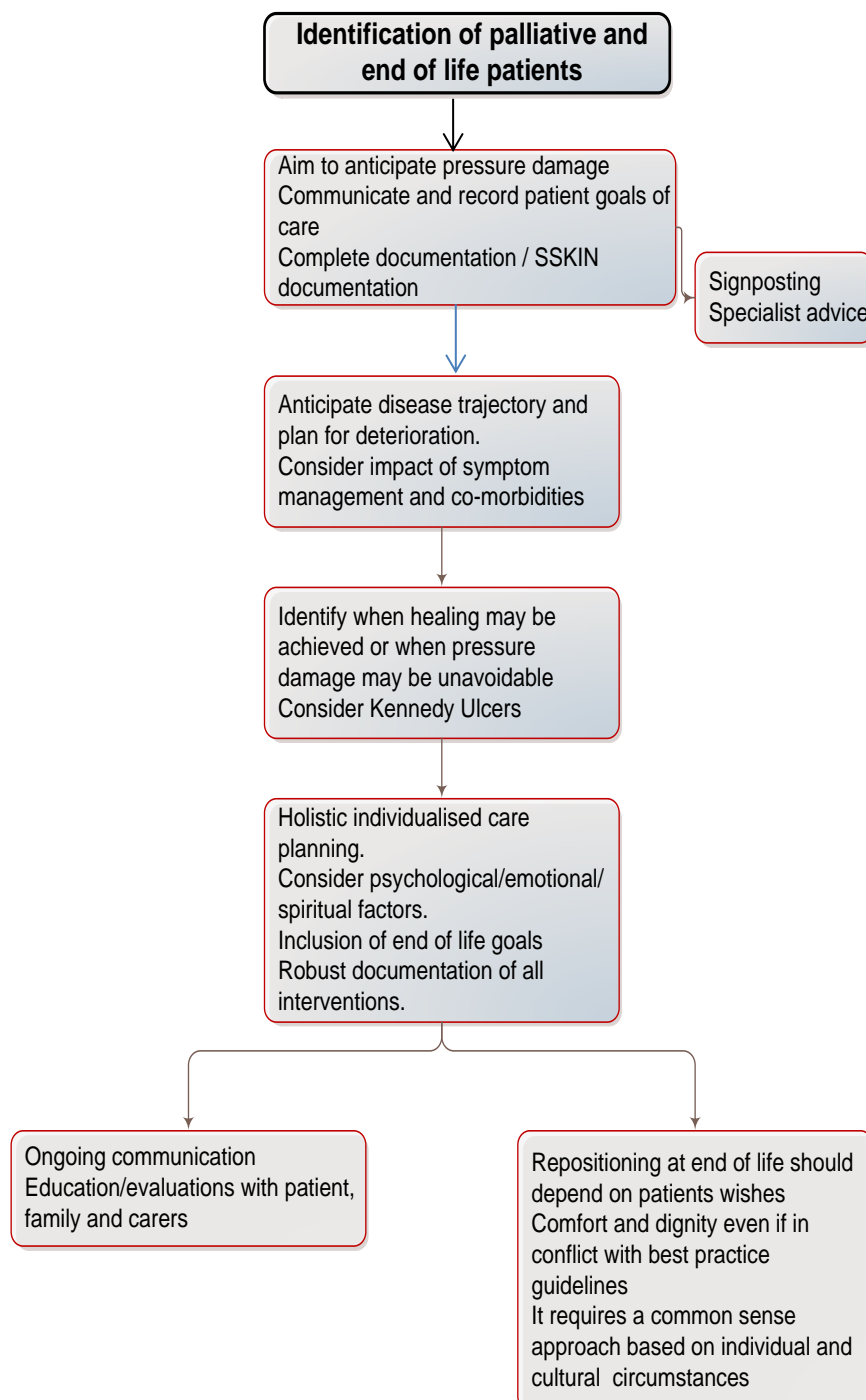 Identification of palliative and
end of life patients
Aim to anticipate pressure damage
Communicate and record patient goals of
care
Complete documentation / SSKIN
documentation
Signposting
Specialist advice
Anticipate disease trajectory and
plan for deterioration.
Consider impact of symptom
management and co-morbidities
Identify when healing may be
achieved or when pressure
damage may be unavoidable
Consider Kennedy Ulcers
Holistic individualised care
planning.
Consider psychological/emotional/
spiritual factors.
Inclusion of end of life goals
Robust documentation of all
interventions.
Ongoing communication
Education/evaluations with patient,
family and carers
Repositioning at end of life should
depend on patients wishes
Comfort and dignity even if in
conflict with best practice
guidelines
It requires a common sense
approach based on individual and
cultural circumstances